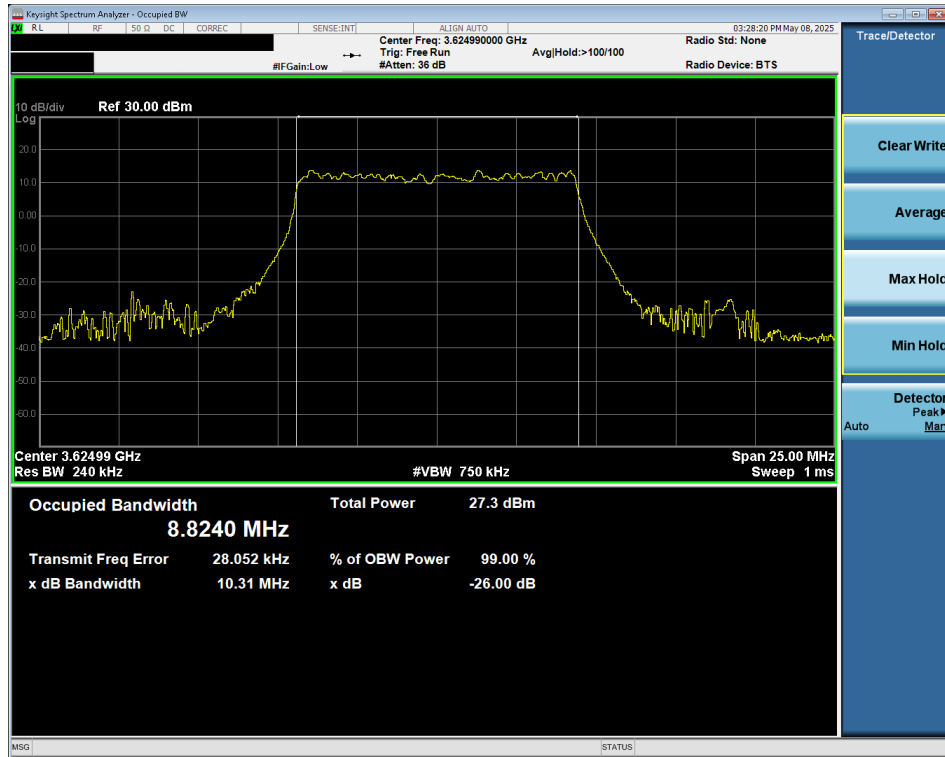 Keysight Spectrum Analyzer - Occupied BW
LXI RL RF 50 Ω DC CORREC SENSE:INT ALIGN AUTO 03:28:20 PM May 08, 2025
Center Freq: 3.624990000 GHz Radio Std: None
Trig: Free Run Avg|Hold:>100/100
#IFGain:Low #Atten: 36 dB Radio Device: BTS
Trace/Detector
10 dB/div Ref 30.00 dBm
Log
20.0
10.0
0.00
-10.0
-20.0
-30.0
-40.0
-50.0
-60.0
Center 3.62499 GHz Span 25.00 MHz
Res BW 240 kHz #VBW 750 kHz Sweep 1 ms
Clear Write
Average
Max Hold
Min Hold
Detector
Peak▶
Auto Man
Occupied Bandwidth Total Power 27.3 dBm
8.8240 MHz
Transmit Freq Error 28.052 kHz % of OBW Power 99.00 %
x dB Bandwidth 10.31 MHz x dB -26.00 dB
MSG STATUS